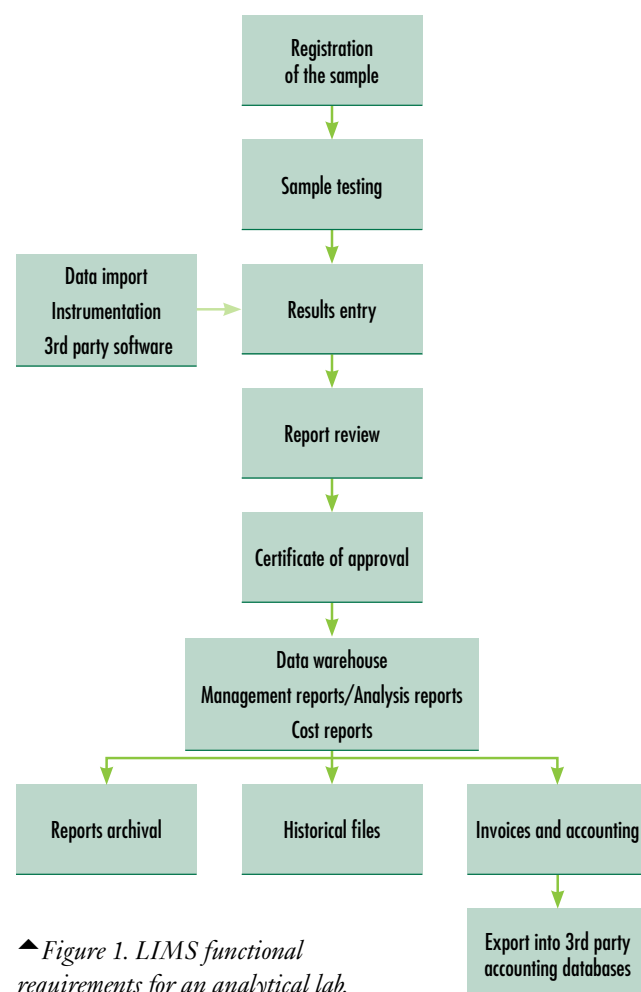 Registration
of the sample
Sample testing
Data import
Instrumentation
3rd party software
Results entry
Report review
Certificate of approval
Data warehouse
Management reports/Analysis reports
Cost reports
Reports archival
Historical files
Invoices and accounting
Export into 3rd party
accounting databases
▲Figure 1. LIMS functional
requirements for an analytical lab.